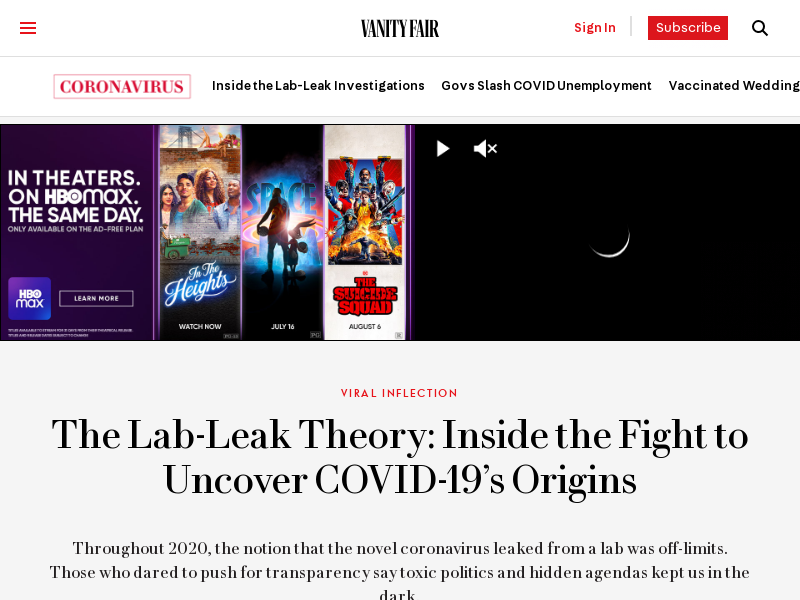 VANITY FAIR
Sign In
Subscribe
CORONAVIRUS
Inside the Lab-Leak Investigations
Govs Slash COVID Unemployment
Vaccinated Wedding
IN THEATERS.
ON HBOMAX.
THE SAME DAY.
ONLY AVAILABLE ON THE AD-FREE PLAN
HBO
max
LEARN MORE
In The
Heights
WATCH NOW
SPACE
JAM
JULY 16
THE
SUICIDE
SQUAD
AUGUST 6
VIRAL INFLECTION
The Lab-Leak Theory: Inside the Fight to
Uncover COVID-19’s Origins
Throughout 2020, the notion that the novel coronavirus leaked from a lab was off-limits.
Those who dared to push for transparency say toxic politics and hidden agendas kept us in the
dark.